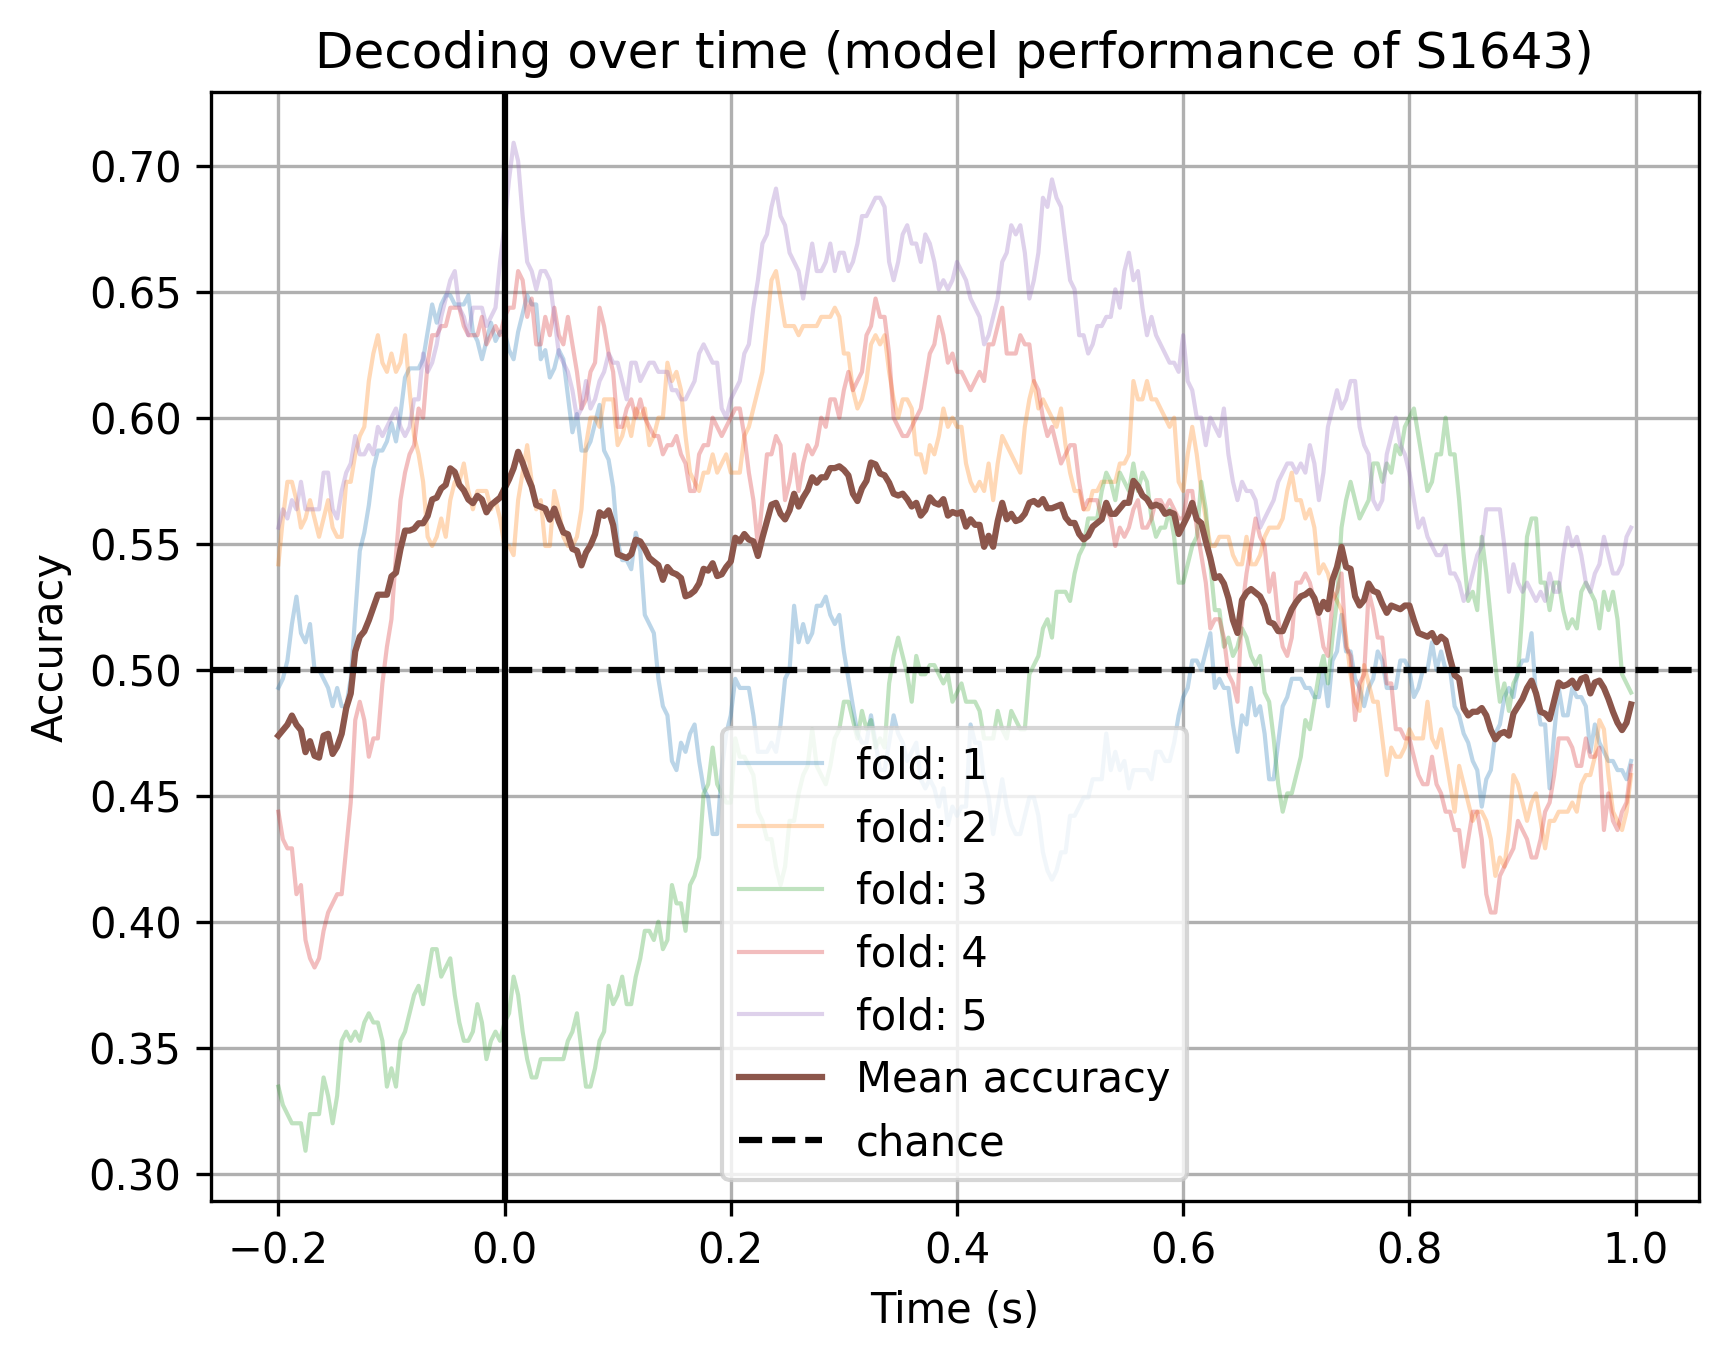 Decoding over time (model performance of S1643)
Accuracy
0.70
0.65
0.60
0.55
0.50
0.45
0.40
0.35
0.30
fold: 1
fold: 2
fold: 3
fold: 4
fold: 5
Mean accuracy
chance
−0.2 0.0 0.2 0.4 0.6 0.8 1.0
Time (s)